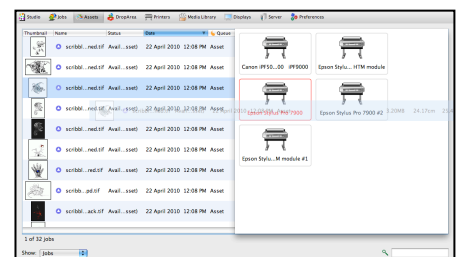 Studio Jobs Assets DropArea Printers Media Library Displays Server Preferences
Thumbnail Name Status Date Queue
scribbl...ned.tif Avail...sset) 22 April 2010 12:08 PM Asset
scribbl...ned.tif Avail...sset) 22 April 2010 12:08 PM Asset
scribbl...ned.tif Avail...sset) 22 April 2010 12:08 PM Asset
scribbl...ned.tif Avail...sset) 22 April 2010 12:08 PM Asset
scribbl...ned.tif Avail...sset) 22 April 2010 12:08 PM Asset
scribbl...ned.tif Avail...sset) 22 April 2010 12:08 PM Asset
scribbl...red.tif Avail...sset) 22 April 2010 12:08 PM Asset
scribb...pd.tif Avail...sset) 22 April 2010 12:08 PM Asset
scribbl...ack.tif Avail...sset) 22 April 2010 12:08 PM Asset
Canon iPF50...00 iPF9000 Epson Stylu... HTM module
Epson Stylus Pro 7900 Epson Stylus Pro 7900 #2
3.20MB 24.17cm
Epson Stylu...M module #1
1 of 32 jobs
Show: Jobs